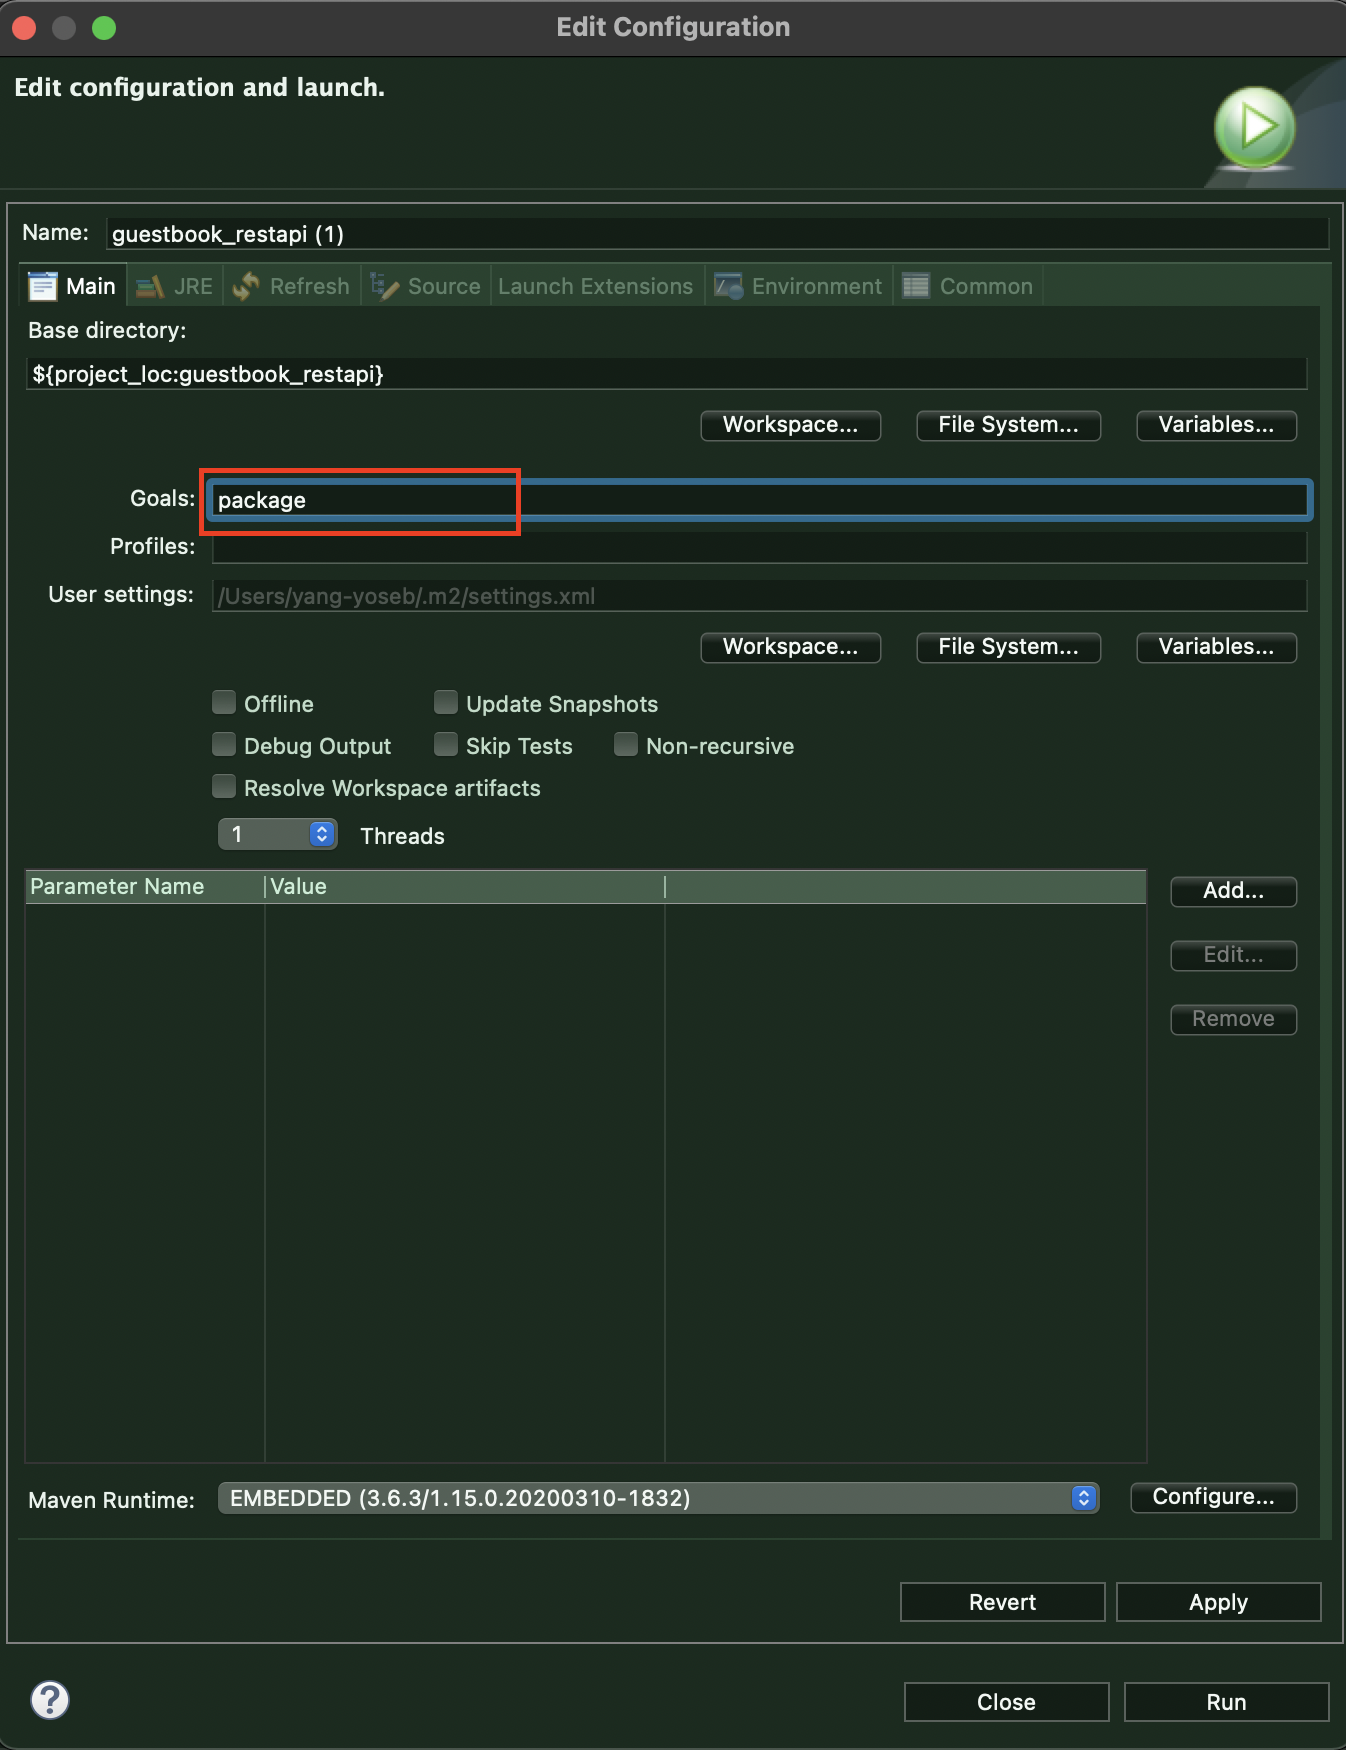 Edit Configuration
Edit configuration and launch.
Name: guestbook_restapi (1)
Main JRE Refresh Source Launch Extensions Environment Common
Base directory:
${project_loc:guestbook_restapi}
Workspace... File System... Variables...
Goals: package
Profiles:
User settings: /Users/yang-yoseb/.m2/settings.xml
Workspace... File System... Variables...
Offline Update Snapshots
Debug Output Skip Tests Non-recursive
Resolve Workspace artifacts
1 Threads
Parameter Name Value Add...
Edit...
Remove
Maven Runtime: EMBEDDED (3.6.3/1.15.0.20200310-1832) Configure...
Revert Apply
? Close Run